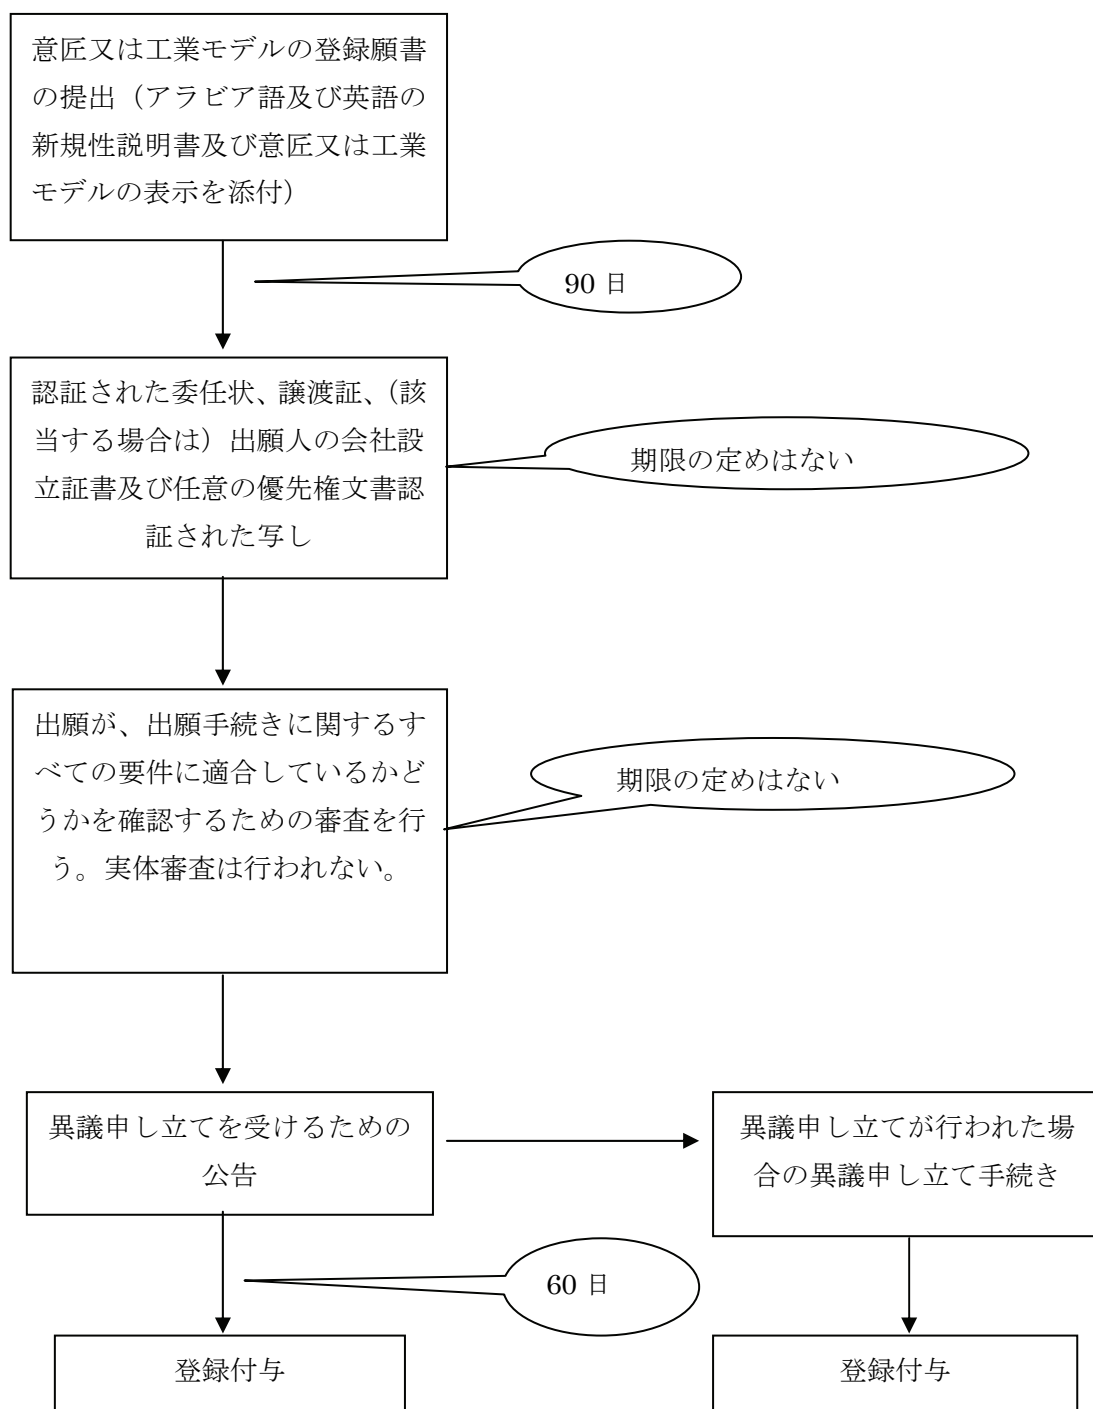 意匠又は工業モデルの登録願書
の提出（アラビア語及び英語の
新規性説明書及び意匠又は工業
モデルの表示を添付）
90 日
認証された委任状、譲渡証、（該
当する場合は）出願人の会社設
立証書及び任意の優先権文書認
証された写し
期限の定めはない
出願が、出願手続きに関するす
べての要件に適合しているかど
うかを確認するための審査を行
う。実体審査は行われない。
期限の定めはない
異議申し立てを受けるための
公告
異議申し立てが行われた場
合の異議申し立て手続き
60 日
登録付与
登録付与